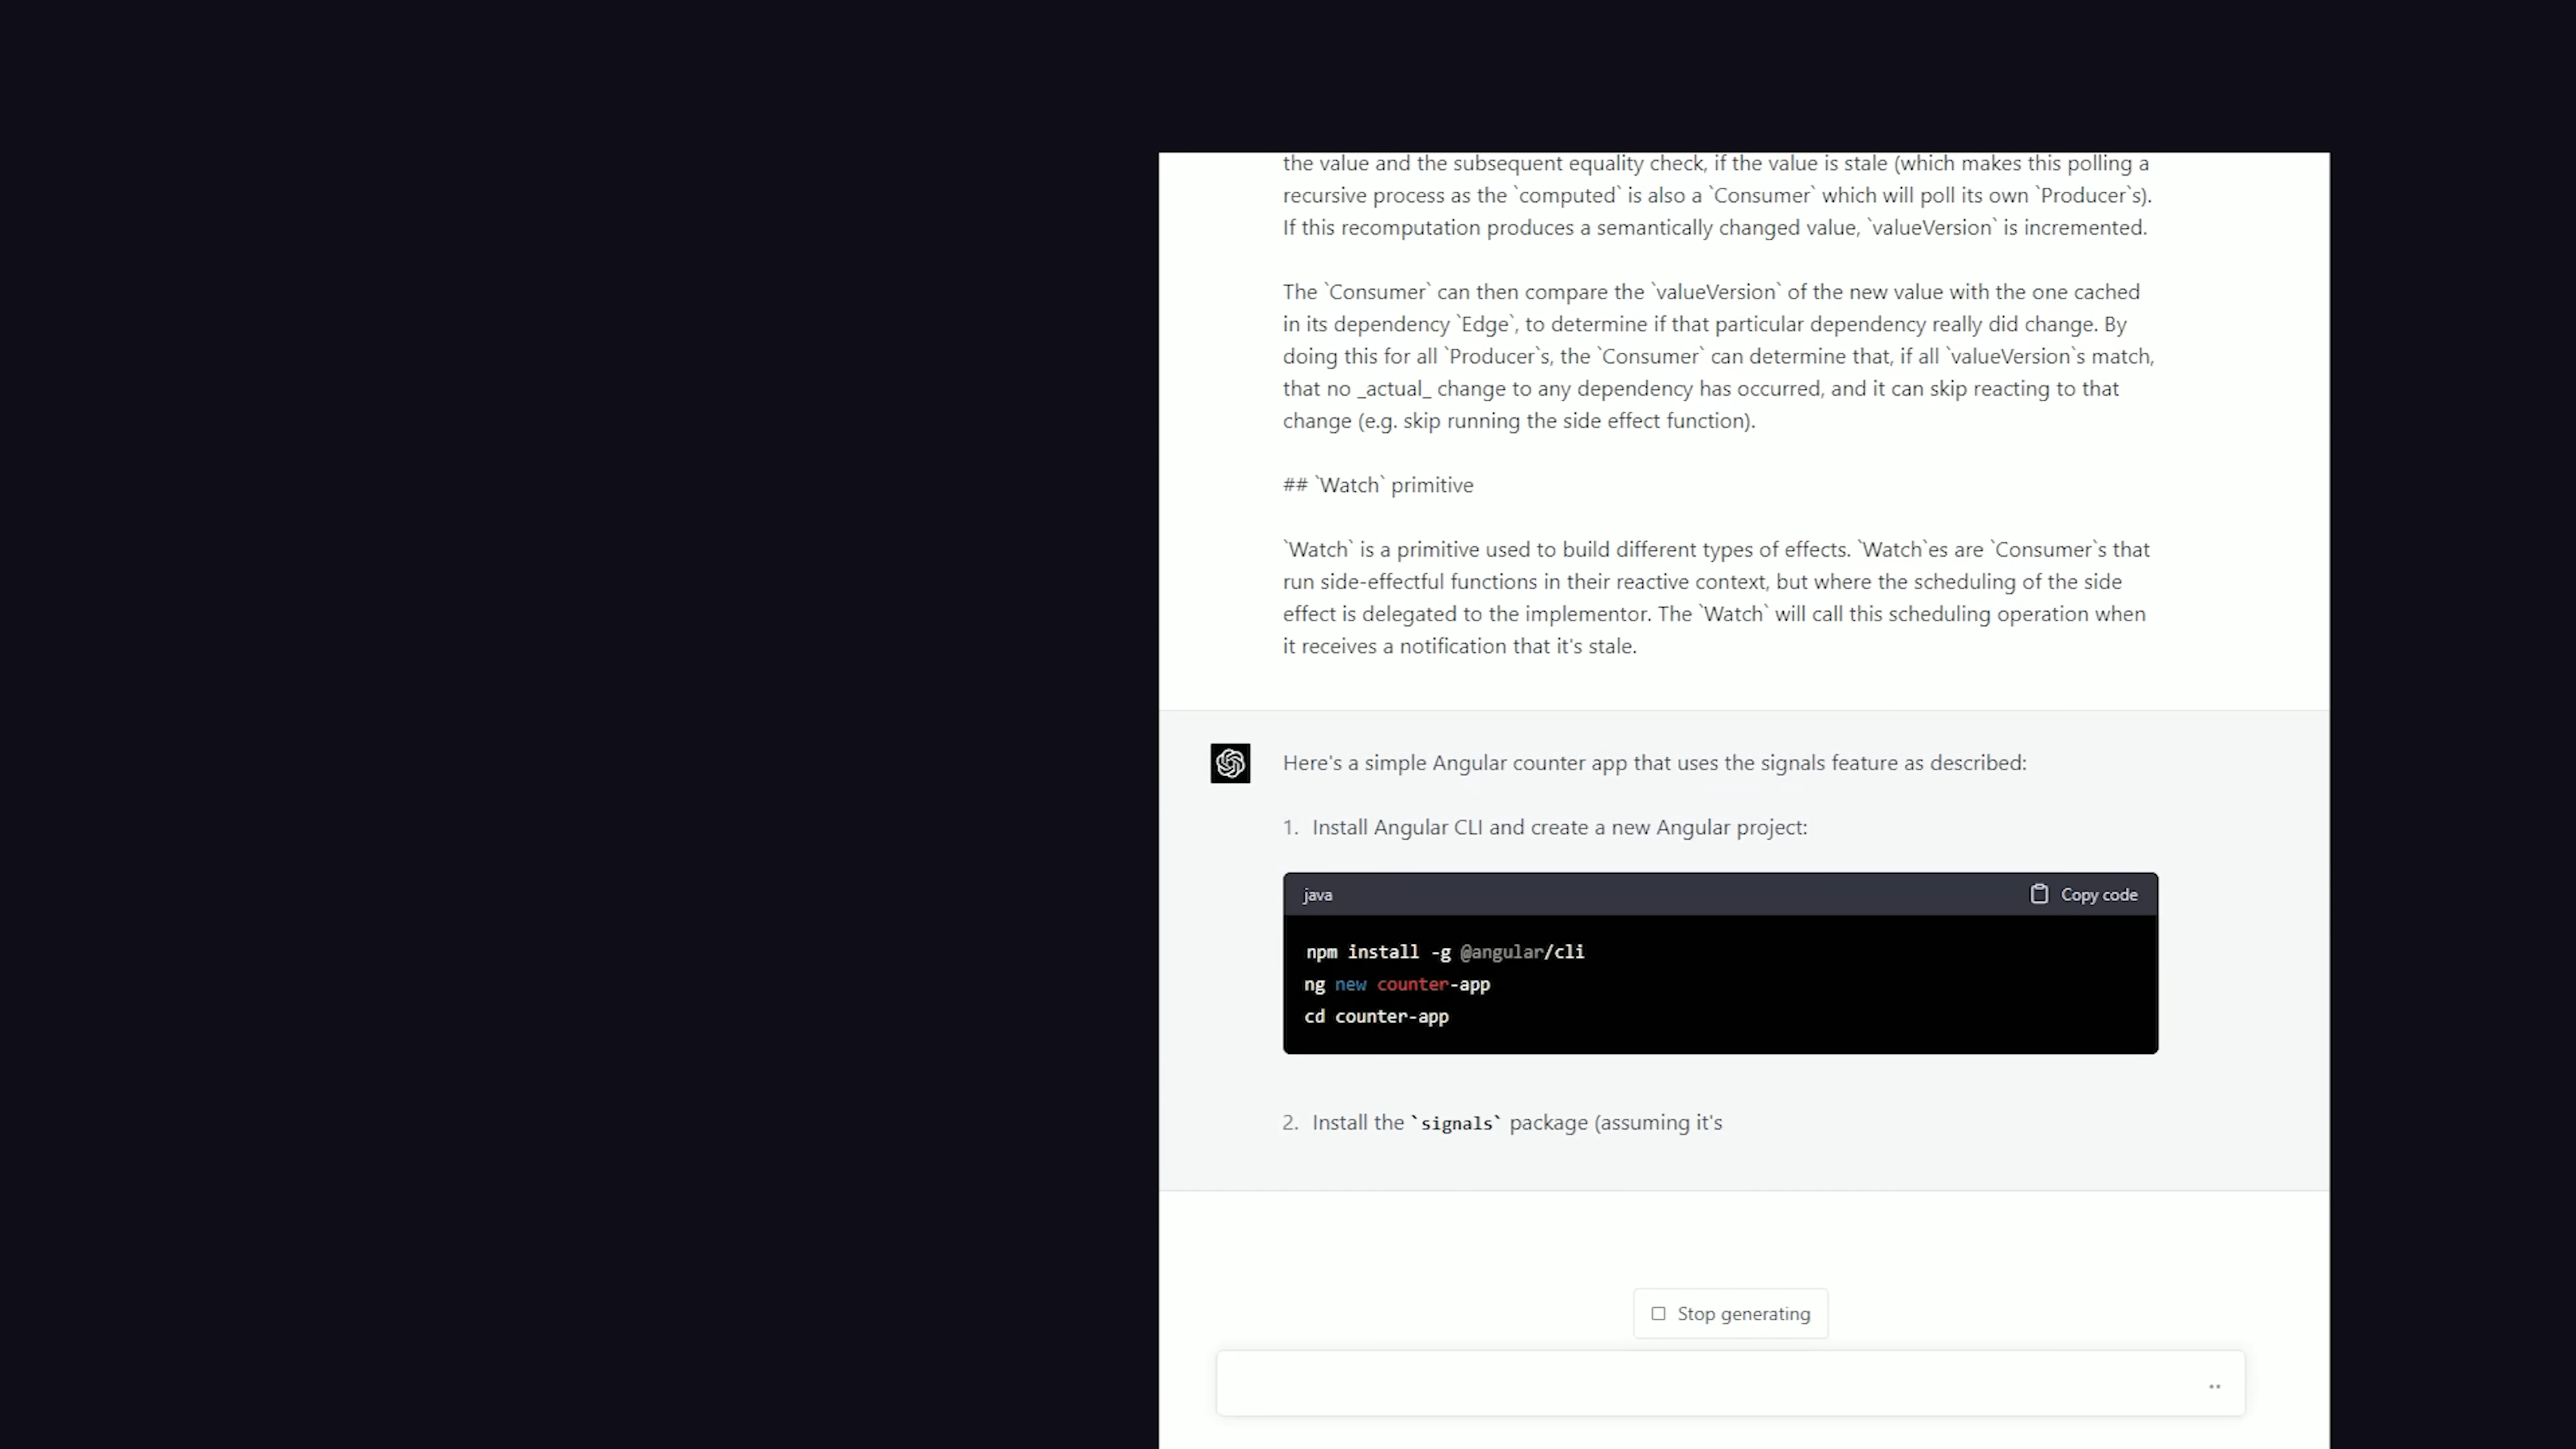 the value and the subsequent equality check, if the value is stale (which makes this polling a
recursive process as the `computed` is also a `Consumer` which will poll its own `Producer`s).
If this recomputation produces a semantically changed value, `valueVersion` is incremented.
The `Consumer` can then compare the `valueVersion` of the new value with the one cached
in its dependency `Edge`, to determine if that particular dependency really did change. By
doing this for all `Producer`s, the `Consumer` can determine that, if all `valueVersion`s match,
that no _actual_ change to any dependency has occurred, and it can skip reacting to that
change (e.g. skip running the side effect function).
## `Watch` primitive
`Watch` is a primitive used to build different types of effects. `Watch`es are `Consumer`s that
run side-effectful functions in their reactive context, but where the scheduling of the side
effect is delegated to the implementor. The `Watch` will call this scheduling operation when
it receives a notification that it's stale.
Here's a simple Angular counter app that uses the signals feature as described:
1. Install Angular CLI and create a new Angular project:
java Copy code
npm install -g @angular/cli
ng new counter-app
cd counter-app
2. Install the `signals` package (assuming it's
Stop generating